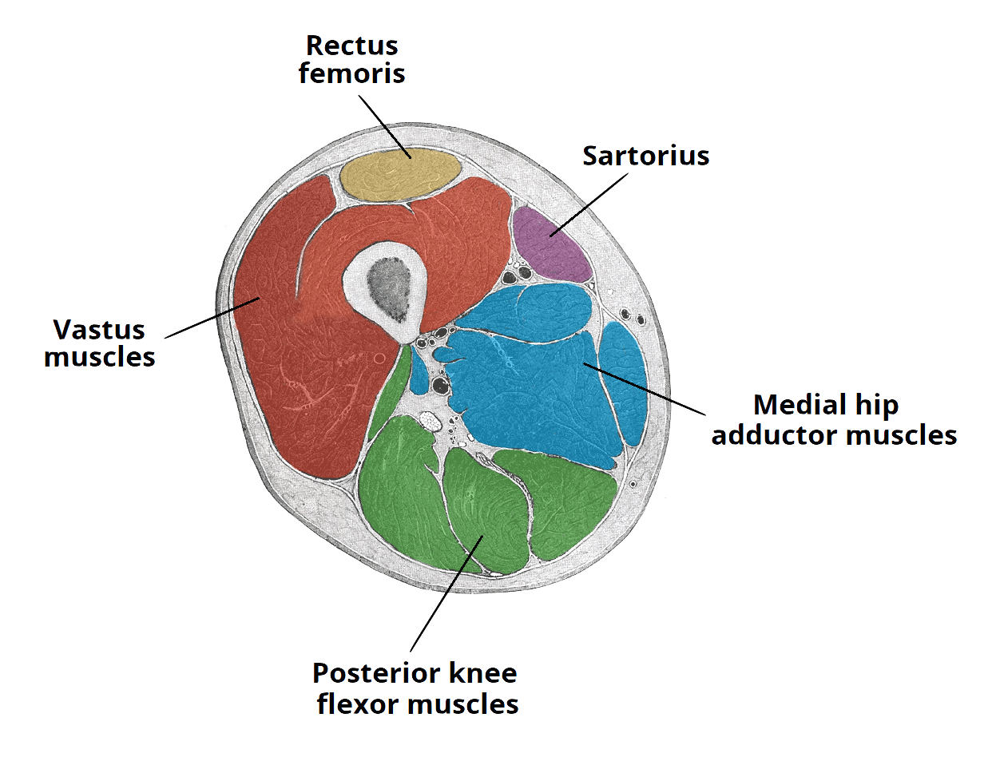 Rectus
femoris
Sartorius
Vastus
muscles
Medial hip
adductor muscles
Posterior knee
flexor muscles